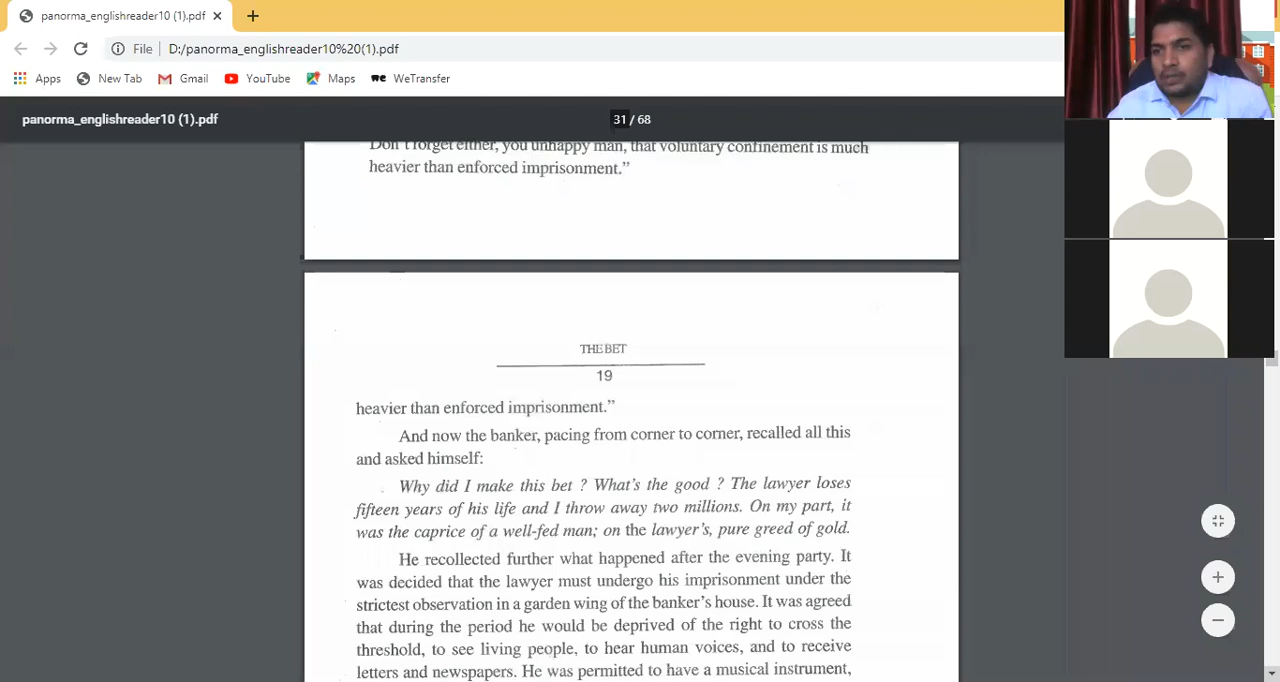 panorma_englishreader10 (1).pdf
File | D:/panorma_englishreader10%20(1).pdf
Apps New Tab Gmail YouTube Maps we WeTransfer
panorma_englishreader10 (1).pdf
31 / 68
Don't forget either, you unhappy man, that voluntary confinement is much
heavier than enforced imprisonment."
THE BET
19
heavier than enforced imprisonment."
And now the banker, pacing from corner to corner, recalled all this
and asked himself:
Why did I make this bet ? What's the good ? The lawyer loses
fifteen years of his life and I throw away two millions. On my part, it
was the caprice of a well-fed man; on the lawyer's, pure greed of gold.
He recollected further what happened after the evening party. It
was decided that the lawyer must undergo his imprisonment under the
strictest observation in a garden wing of the banker's house. It was agreed
that during the period he would be deprived of the right to cross the
threshold, to see living people, to hear human voices, and to receive
letters and newspapers. He was permitted to have a musical instrument,